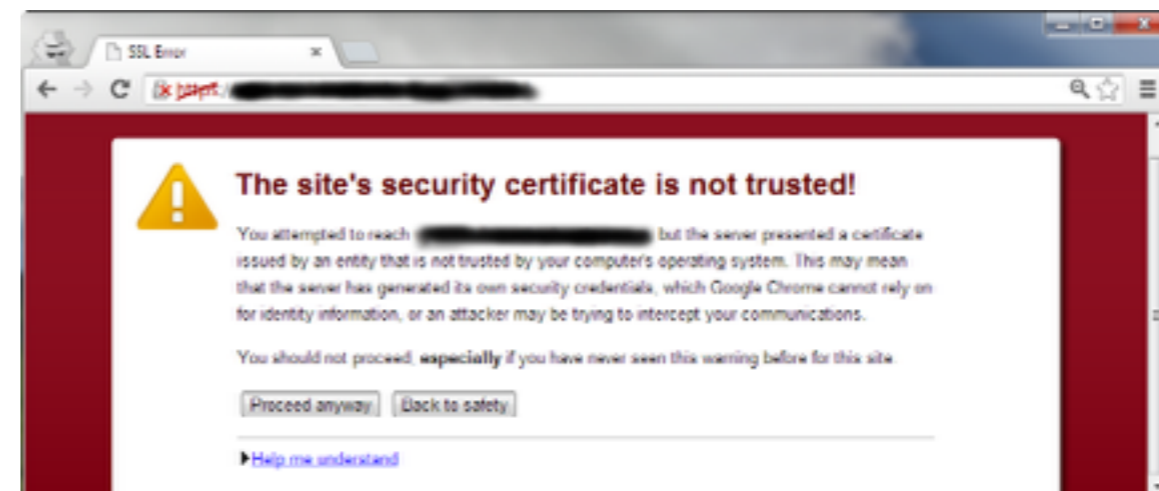 SSL Error
https:/
The site's security certificate is not trusted!
You attempted to reach but the server presented a certificate
issued by an entity that is not trusted by your computer's operating system. This may mean
that the server has generated its own security credentials, which Google Chrome cannot rely on
for identity information, or an attacker may be trying to intercept your communications.
You should not proceed, especially if you have never seen this warning before for this site.
Proceed anyway Back to safety
Help me understand